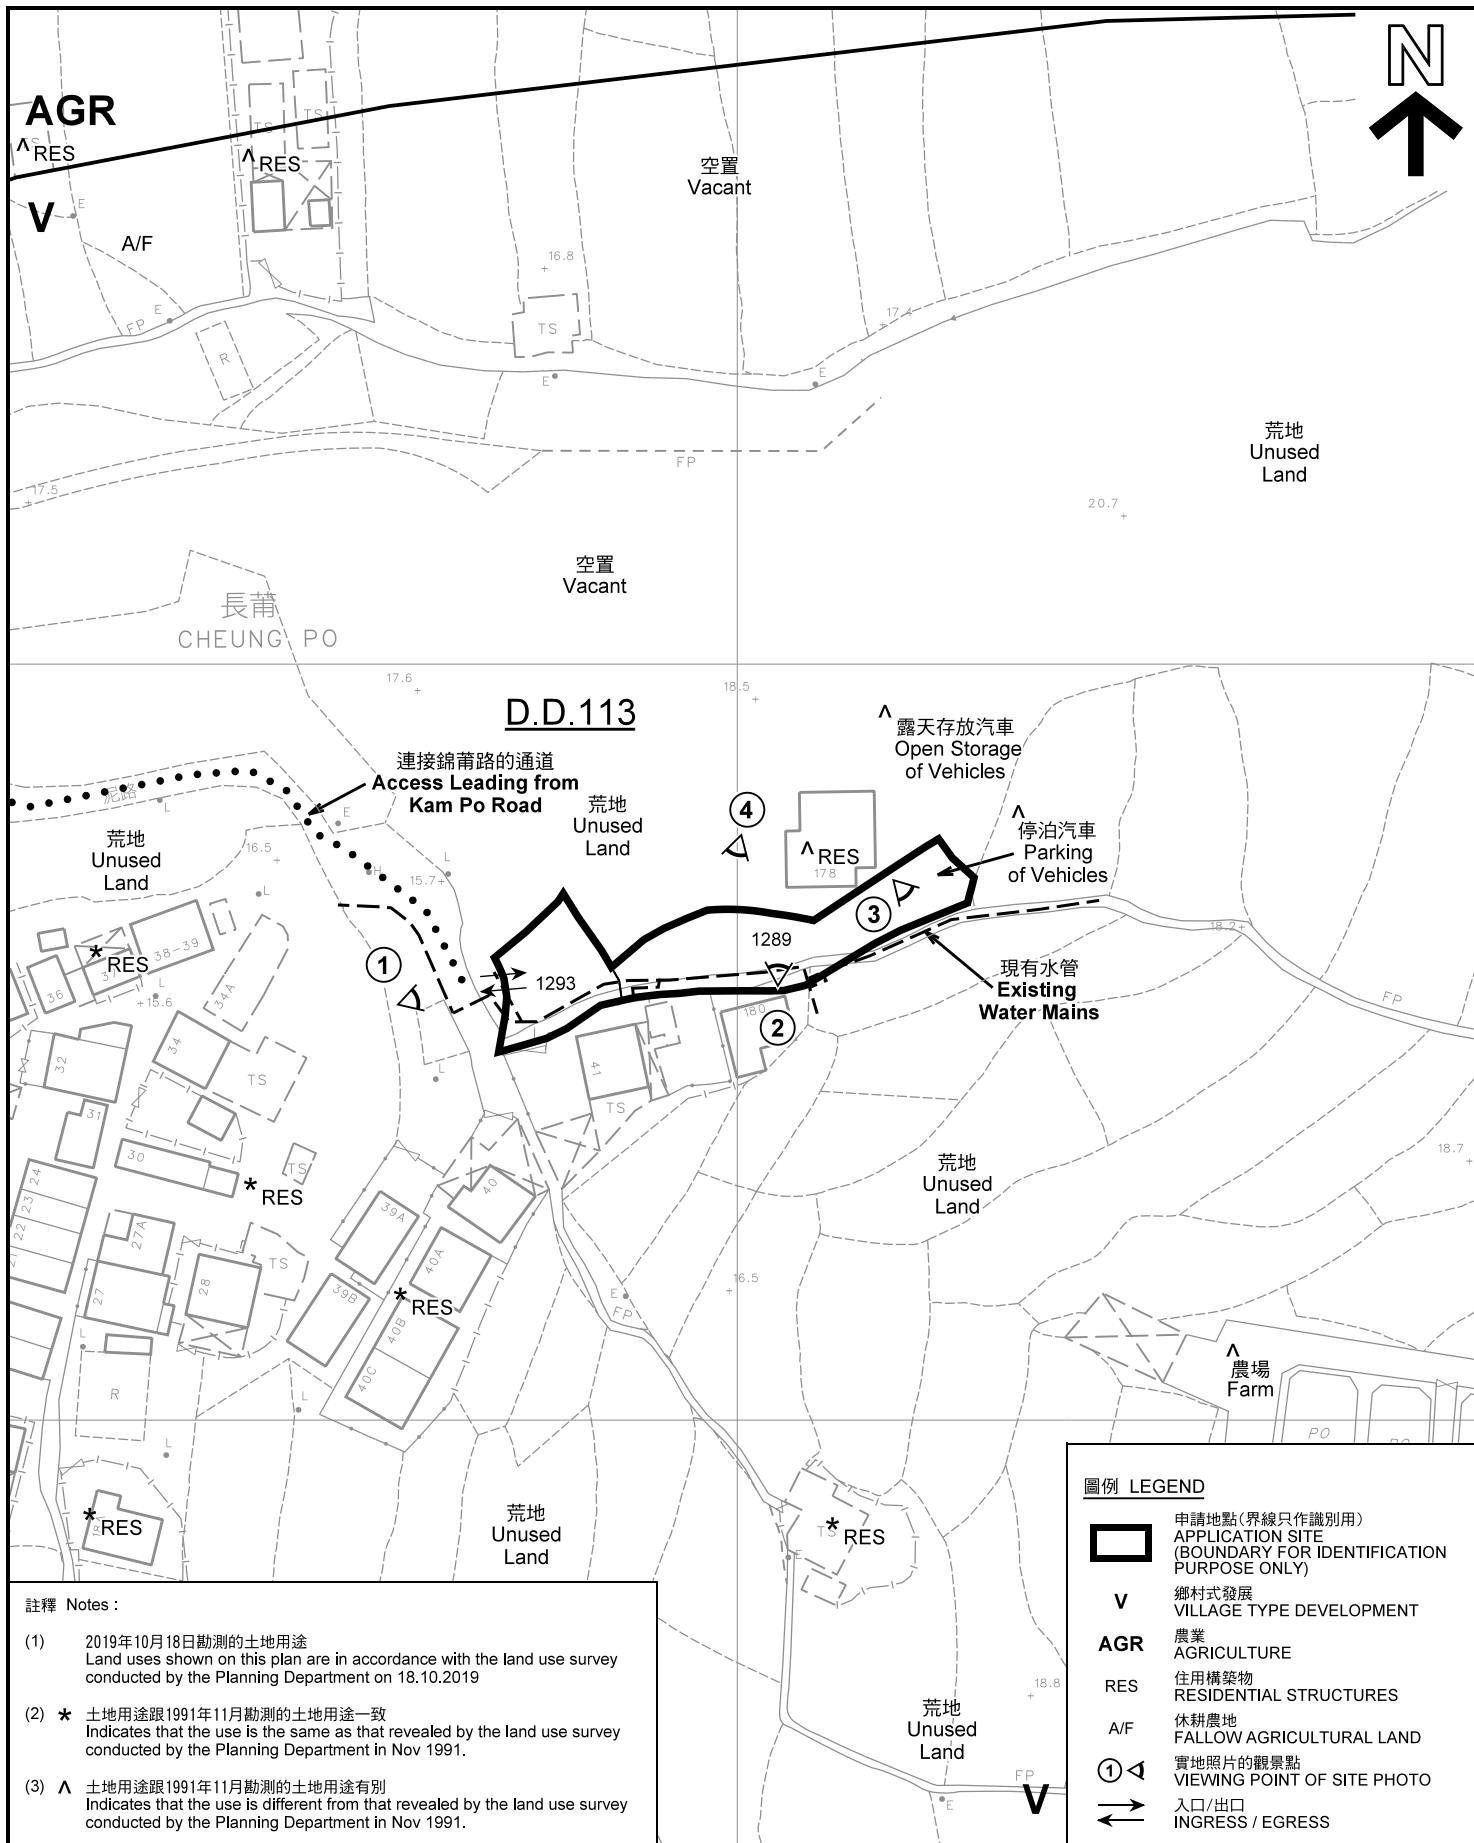 N
AGR
TS
^ RES
TS
TS
^ RES
空置
Vacant
V
E
A/F
16.8
E
FP
17.4
TS
R
E
E
荒地
Unused
Land
FP
17.5
20.7
空置
Vacant
長莆
CHEUNG PO
17.6
18.5
D.D.113
^
露天存放汽車
Open Storage
of Vehicles
連接錦莆路的通道
Access Leading from
Kam Po Road
泥路
L
E
荒地
Unused
Land
4
^
停泊汽車
Parking
of Vehicles
荒地
Unused
Land
16.5
L
H
15.7
L
^ RES
178
3
1289
18.2
38-39
* RES
37
36
34A
L
15.6
1
1293
現有水管
Existing
Water Mains
FP
180
2
L
34
32
TS
L
41
TS
31
30
TS
* RES
荒地
Unused
Land
18.7
24
23
22
21
27A
40
39A
40A
TS
28
27
39B
* RES
40B
40C
E
FP
16.5
L
R
L
^
農場
Farm
PO
PO
L
* RES
荒地
Unused
Land
TS
* RES
E
18.8
荒地
Unused
Land
FP
E
V
圖例 LEGEND
申請地點(界線只作識別用)
APPLICATION SITE
(BOUNDARY FOR IDENTIFICATION
PURPOSE ONLY)
V 鄉村式發展
VILLAGE TYPE DEVELOPMENT
AGR 農業
AGRICULTURE
RES 住用構築物
RESIDENTIAL STRUCTURES
A/F 休耕農地
FALLOW AGRICULTURAL LAND
1 實地照片的觀景點
VIEWING POINT OF SITE PHOTO
入口/出口
INGRESS / EGRESS
註釋 Notes :
(1) 2019年10月18日勘測的土地用途
Land uses shown on this plan are in accordance with the land use survey
conducted by the Planning Department on 18.10.2019
(2) * 土地用途跟1991年11月勘測的土地用途一致
Indicates that the use is the same as that revealed by the land use survey
conducted by the Planning Department in Nov 1991.
(3) ^ 土地用途跟1991年11月勘測的土地用途有別
Indicates that the use is different from that revealed by the land use survey
conducted by the Planning Department in Nov 1991.